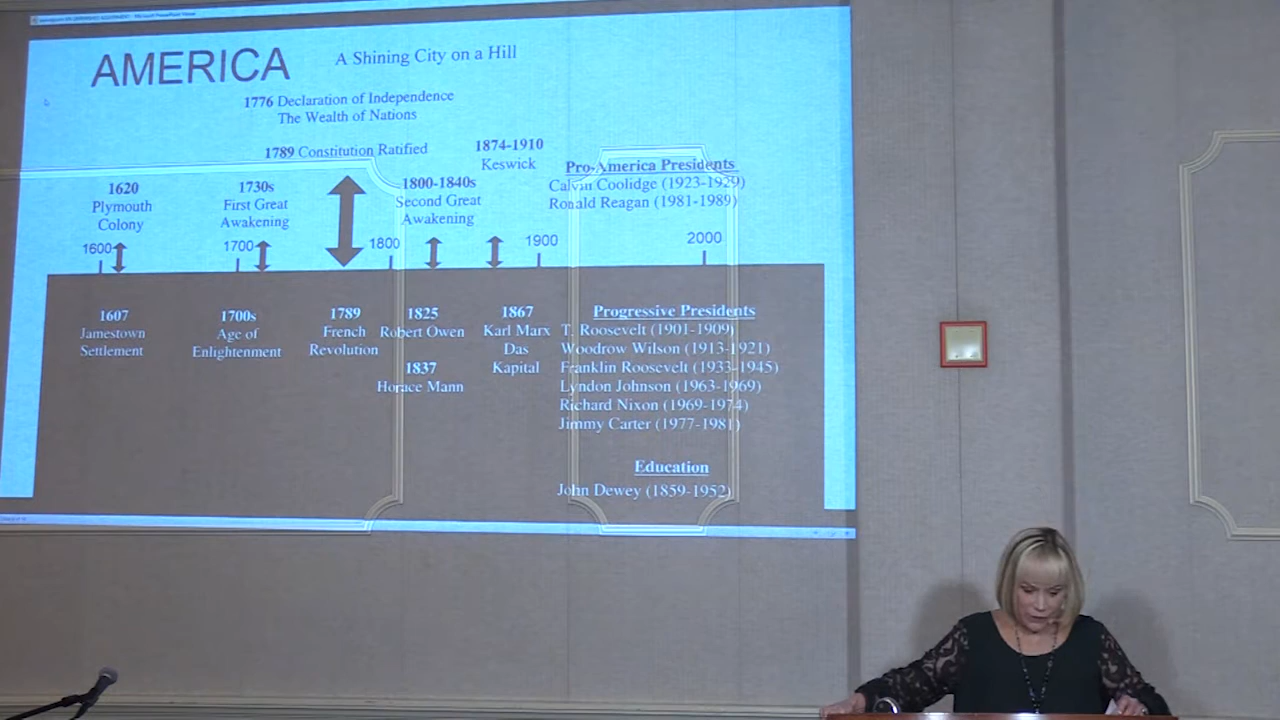 AMERICA
A Shining City on a Hill
1776 Declaration of Independence
The Wealth of Nations
1789 Constitution Ratified
1874-1910
Keswick
Pro-America Presidents
Calvin Coolidge (1923-1929)
Ronald Reagan (1981-1989)
1620
Plymouth
Colony
1730s
First Great
Awakening
1800-1840s
Second Great
Awakening
1600
1700
1800
1900
2000
1607
Jamestown
Settlement
1700s
Age of
Enlightenment
1789
French
Revolution
1825
Robert Owen
1837
Horace Mann
1867
Karl Marx
Das
Kapital
Progressive Presidents
T. Roosevelt (1901-1909)
Woodrow Wilson (1913-1921)
Franklin Roosevelt (1933-1945)
Lyndon Johnson (1963-1969)
Richard Nixon (1969-1974)
Jimmy Carter (1977-1981)
Education
John Dewey (1859-1952)